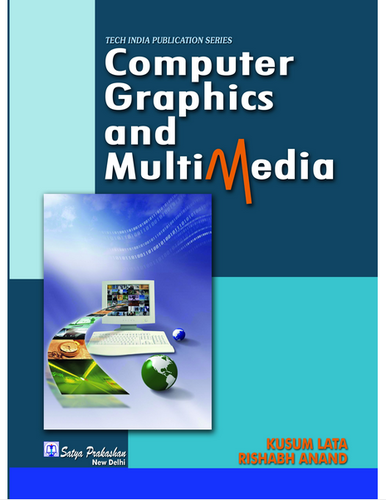 TECH INDIA PUBLICATION SERIES
Computer
Graphics
and
MultiMedia
KUSUM LATA
RISHABH ANAND
Satya Prakashan
New Delhi